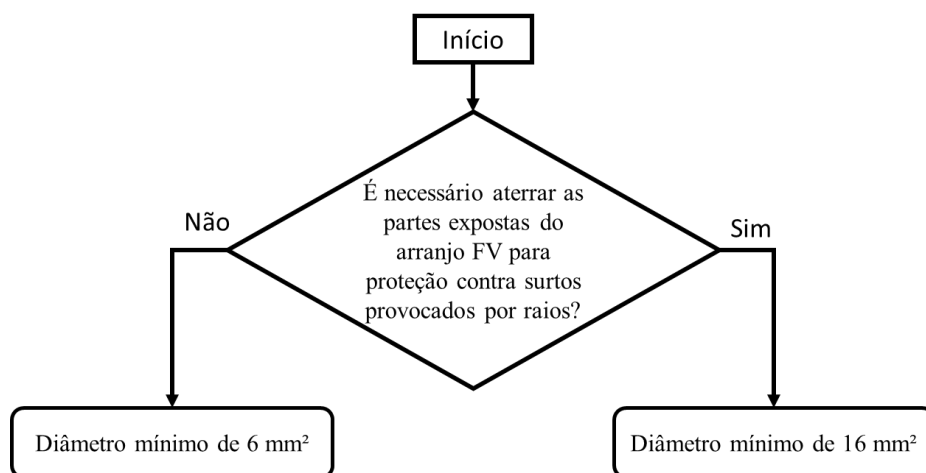 Início
É necessário aterrar as
partes expostas do
arranjo FV para
proteção contra surtos
provocados por raios?
Não
Sim
Diâmetro mínimo de 6 mm²
Diâmetro mínimo de 16 mm²